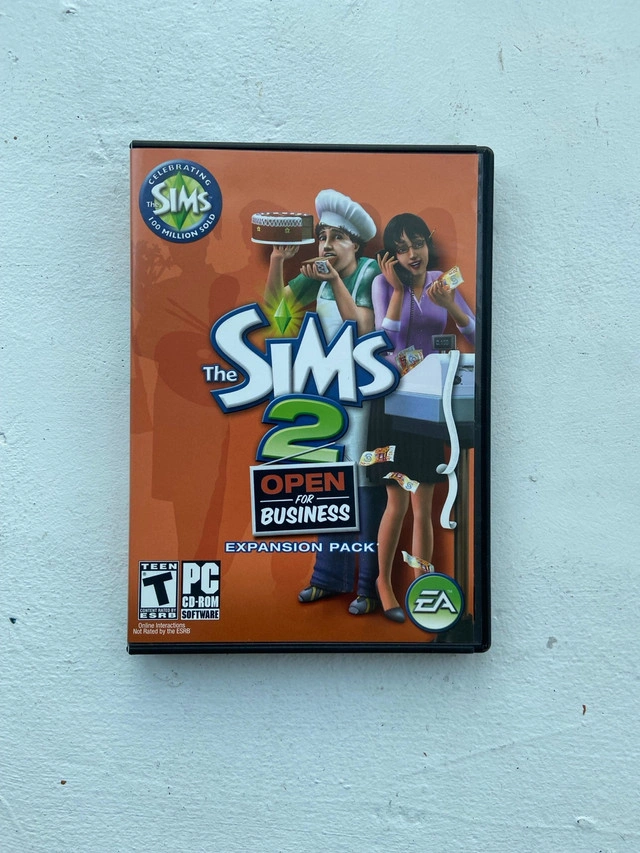 CELEBRATING
The SIMS
100 MILLION SOLD
The SIMS
2
OPEN
FOR
BUSINESS
EXPANSION PACK
TEEN
T
CONTENT RATED BY
ESRB
PC
CD-ROM
SOFTWARE
Online Interactions
Not Rated by the ESRB
EA